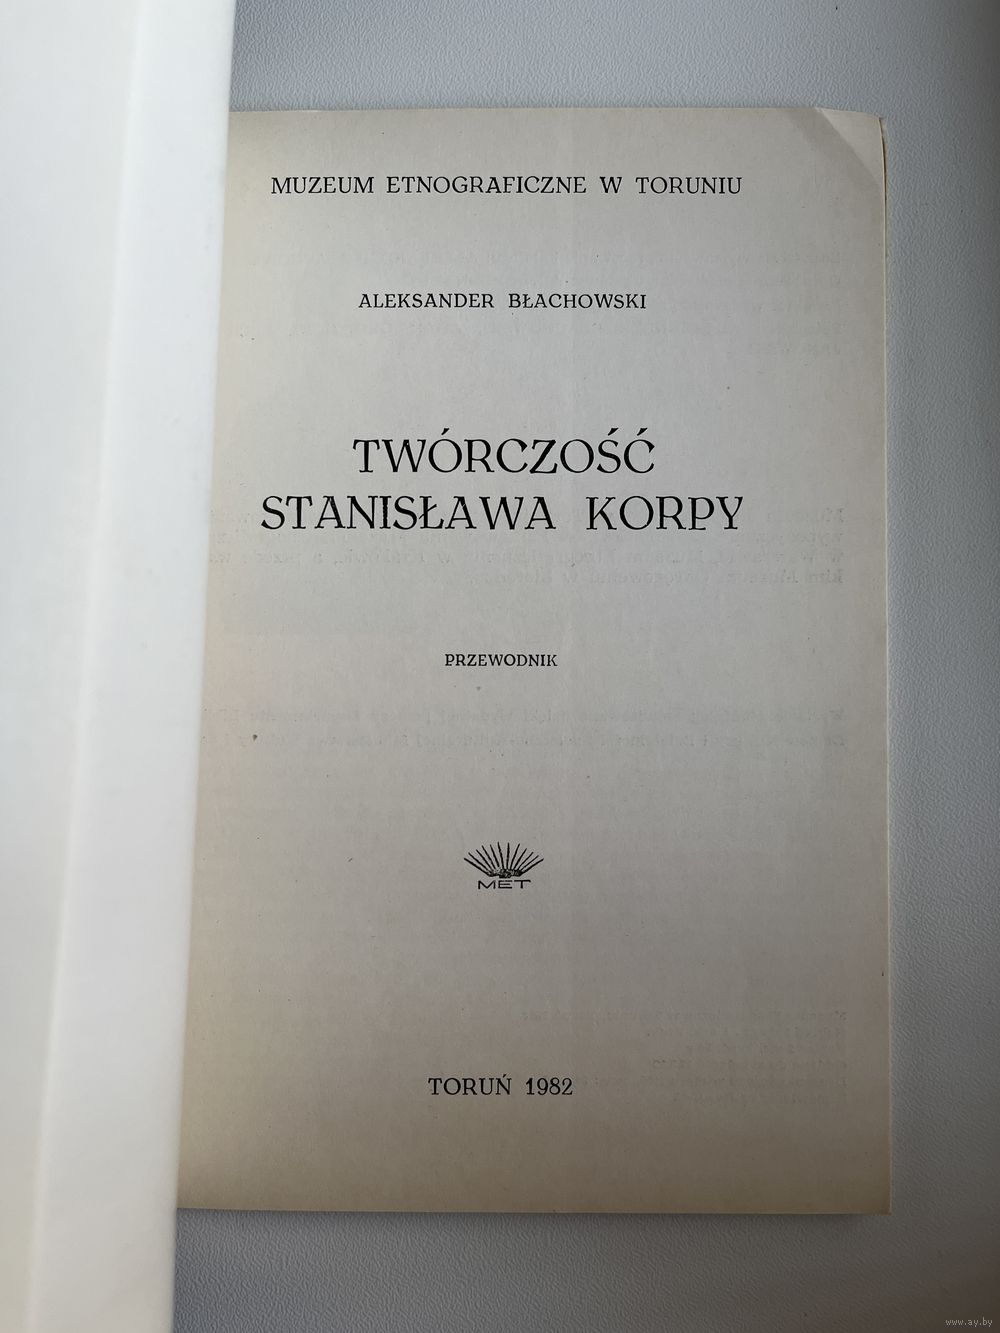 MUZEUM ETNOGRAFICZNE W TORUNIU
ALEKSANDER BŁACHOWSKI
TWÓRCZOŚĆ
STANISŁAWA KORPY
PRZEWODNIK
MET
TORUŃ 1982
www.ay.by